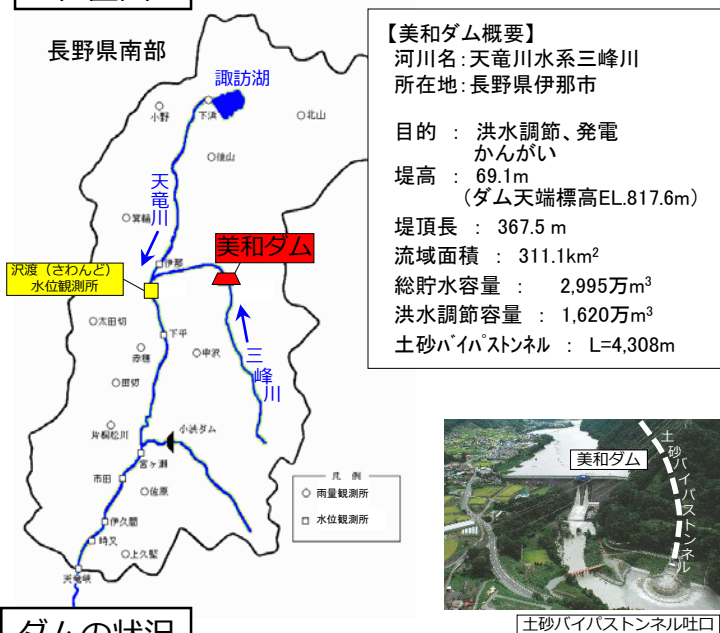 長野県南部
諏訪湖
下浜
小野
北山
後山
天竜川
箕輪
伊那
美和ダム
沢渡（さわんど）
水位観測所
太田切
下平
赤穂
中沢
三峰川
田切
片桐松川
小渋ダム
宮ヶ瀬
市田
佐原
伊久間
時又
上久堅
天竜峡
凡 例
雨量観測所
水位観測所
【美和ダム概要】
河川名：天竜川水系三峰川
所在地：長野県伊那市
目的 ： 洪水調節、発電
かんがい
堤高 ： 69.1m
（ダム天端標高EL.817.6m）
堤頂長 ： 367.5 m
流域面積 ： 311.1km²
総貯水容量 ： 2,995万m³
洪水調節容量 ： 1,620万m³
土砂バイパストンネル ： L=4,308m
美和ダム
土砂バイパストンネル
土砂バイパストンネル吐口
ダムの状況